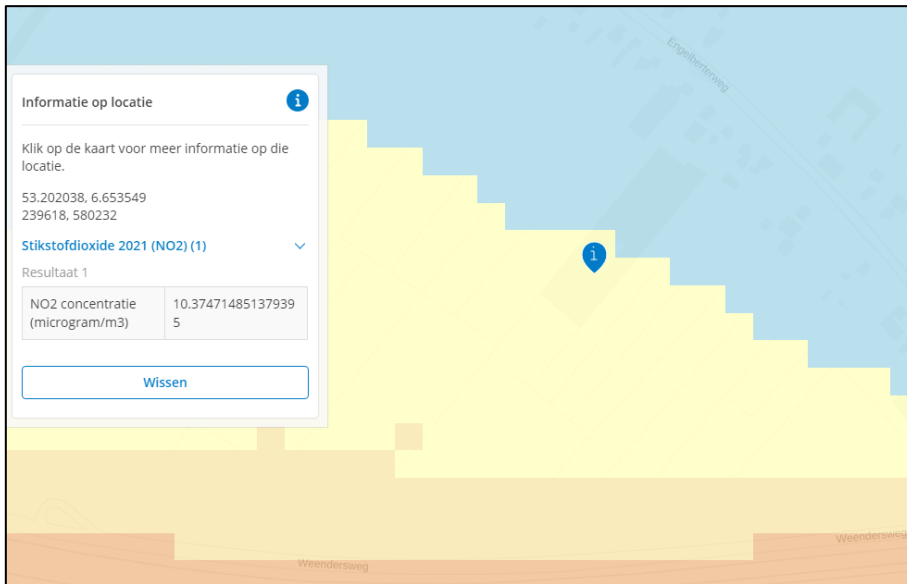 Engelberterweg
Informatie op locatie
i
Klik op de kaart voor meer informatie op die
locatie.
53.202038, 6.653549
239618, 580232
Stikstofdioxide 2021 (NO2) (1)
Resultaat 1
NO2 concentratie
(microgram/m3)
10.37471485137939
5
Wissen
i
Weendersweg
Weendersweg